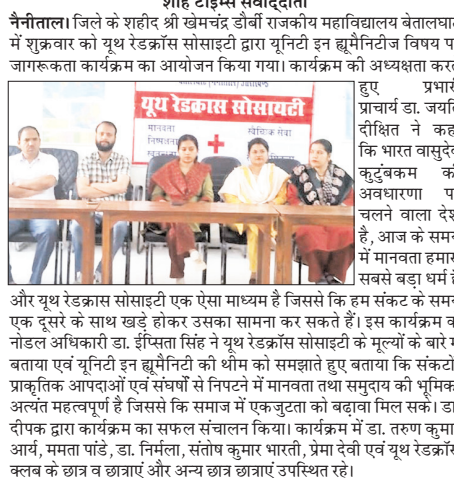 शाह टाइम्स संवाददाता
नैनीताल। जिले के शहीद श्री खेमचंद्र डौर्बी राजकीय महाविद्यालय बेतालघा
में शुक्रवार को यूथ रेडक्रॉस सोसाइटी द्वारा यूनिटी इन ह्यूमैनिटीज विषय प
जागरूकता कार्यक्रम का आयोजन किया गया। कार्यक्रम की अध्यक्षता करत
हुए प्रभारी
प्राचार्य डा. जयति
दीक्षित ने कहा
कि भारत वासुदेव
कुटुंबकम को
अवधारणा प
चलने वाला देश
है, आज के समय
में मानवता हमारा
सबसे बड़ा धर्म है
यूथ रेडक्रास सोसायटी
मानवता
निष्पक्षता
स्वैच्छिक सेवा
और यूथ रेडक्रास सोसाइटी एक ऐसा माध्यम है जिससे कि हम संकट के समय
एक दूसरे के साथ खड़े होकर उसका सामना कर सकते हैं। इस कार्यक्रम क
नोडल अधिकारी डा. ईप्सिता सिंह ने यूथ रेडक्रॉस सोसाइटी के मूल्यों के बारे म
बताया एवं यूनिटी इन ह्यूमैनिटी की थीम को समझाते हुए बताया कि संकटो
प्राकृतिक आपदाओं एवं संघर्षों से निपटने में मानवता तथा समुदाय की भूमिक
अत्यंत महत्वपूर्ण है जिससे कि समाज में एकजुटता को बढ़ावा मिल सके। डा
दीपक द्वारा कार्यक्रम का सफल संचालन किया। कार्यक्रम में डा. तरुण कुमा
आर्य, ममता पांडे, डा. निर्मला, संतोष कुमार भारती, प्रेमा देवी एवं यूथ रेडक्रॉस
क्लब के छात्र व छात्राएं और अन्य छात्र छात्राएं उपस्थित रहे।